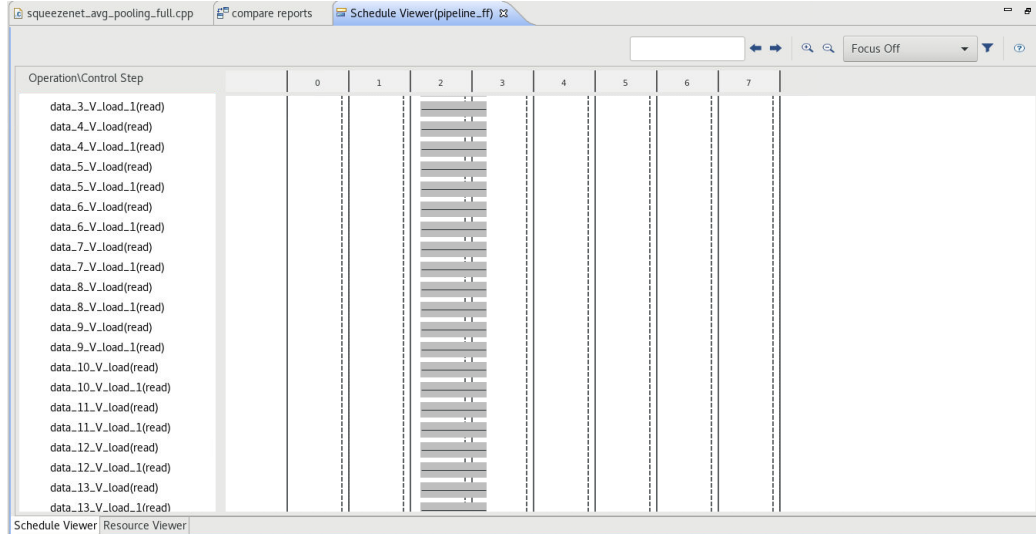 squeezenet_avg_pooling_full.cpp compare reports Schedule Viewer(pipeline_ff)
Focus Off
Operation\Control Step 0 1 2 3 4 5 6 7
data_3_V_load_1(read)
data_4_V_load(read)
data_4_V_load_1(read)
data_5_V_load(read)
data_5_V_load_1(read)
data_6_V_load(read)
data_6_V_load_1(read)
data_7_V_load(read)
data_7_V_load_1(read)
data_8_V_load(read)
data_8_V_load_1(read)
data_9_V_load(read)
data_9_V_load_1(read)
data_10_V_load(read)
data_10_V_load_1(read)
data_11_V_load(read)
data_11_V_load_1(read)
data_12_V_load(read)
data_12_V_load_1(read)
data_13_V_load(read)
data_13_V_load_1(read)
Schedule Viewer Resource Viewer